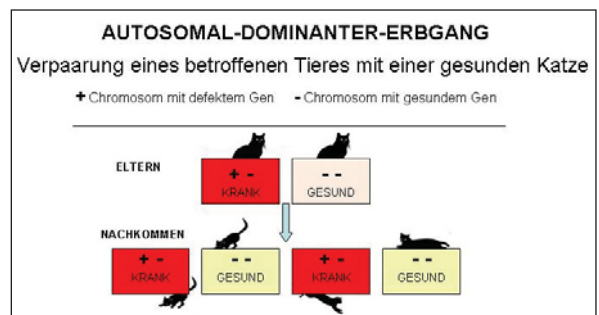 AUTOSOMAL-DOMINANTER-ERBGANG
Verpaarung eines betroffenen Tieres mit einer gesunden Katze
+ Chromosom mit defektem Gen - Chromosom mit gesundem Gen
ELTERN
+ - - -
KRANK GESUND
NACHKOMMEN
+ - - - + - - -
KRANK GESUND KRANK GESUND